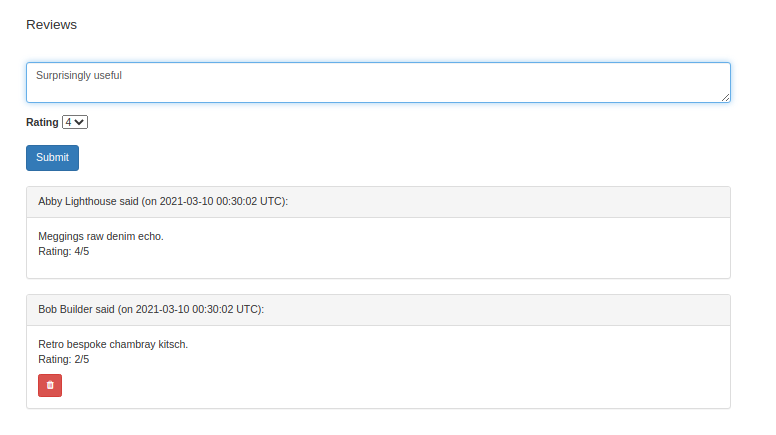 Reviews
Surprisingly useful
Rating 4
Submit
Abby Lighthouse said (on 2021-03-10 00:30:02 UTC):
Meggings raw denim echo.
Rating: 4/5
Bob Builder said (on 2021-03-10 00:30:02 UTC):
Retro bespoke chambray kitsch.
Rating: 2/5